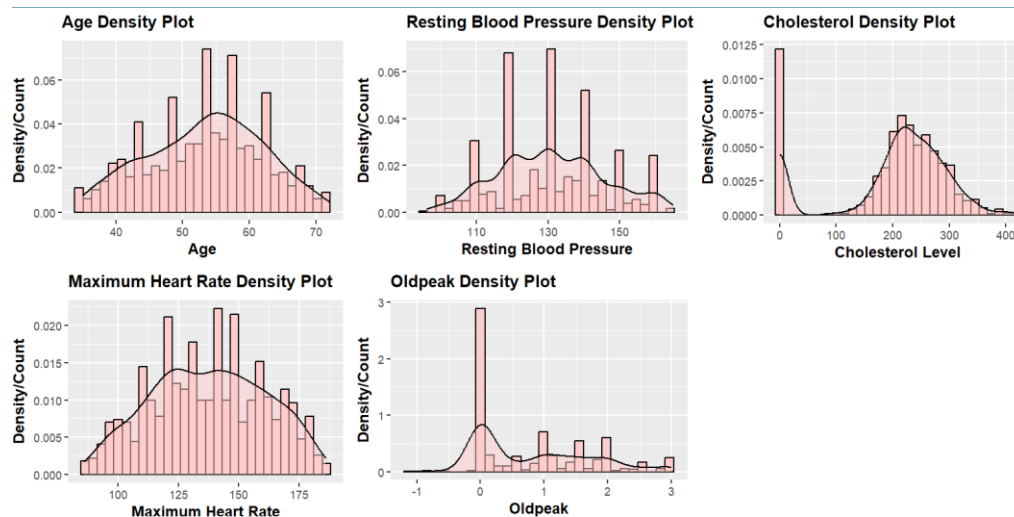 Age Density Plot
Density/Count
0.06
0.04
0.02
0.00
40
50
60
70
Age
Resting Blood Pressure Density Plot
Density/Count
0.06
0.04
0.02
0.00
110
130
150
Resting Blood Pressure
Cholesterol Density Plot
Density/Count
0.0125
0.0100
0.0075
0.0050
0.0025
0.0000
0
100
200
300
400
Cholesterol Level
Maximum Heart Rate Density Plot
Density/Count
0.020
0.015
0.010
0.005
0.000
100
125
150
175
Maximum Heart Rate
Oldpeak Density Plot
Density/Count
3
2
1
0
-1
0
1
2
3
Oldpeak